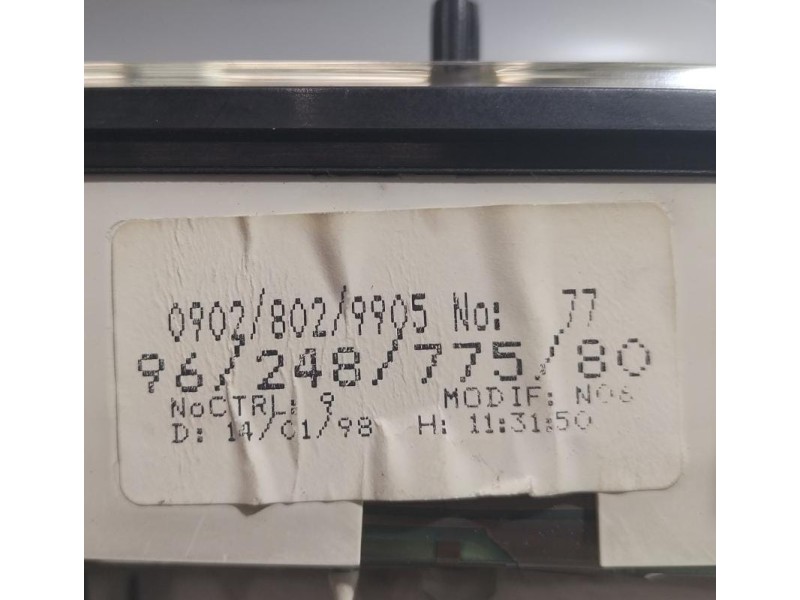 0902/802/9905 No: 77
96/248/775/80
NoCTRL: 9 MODIF: N06
D: 14/01/98 H: 11:31:50